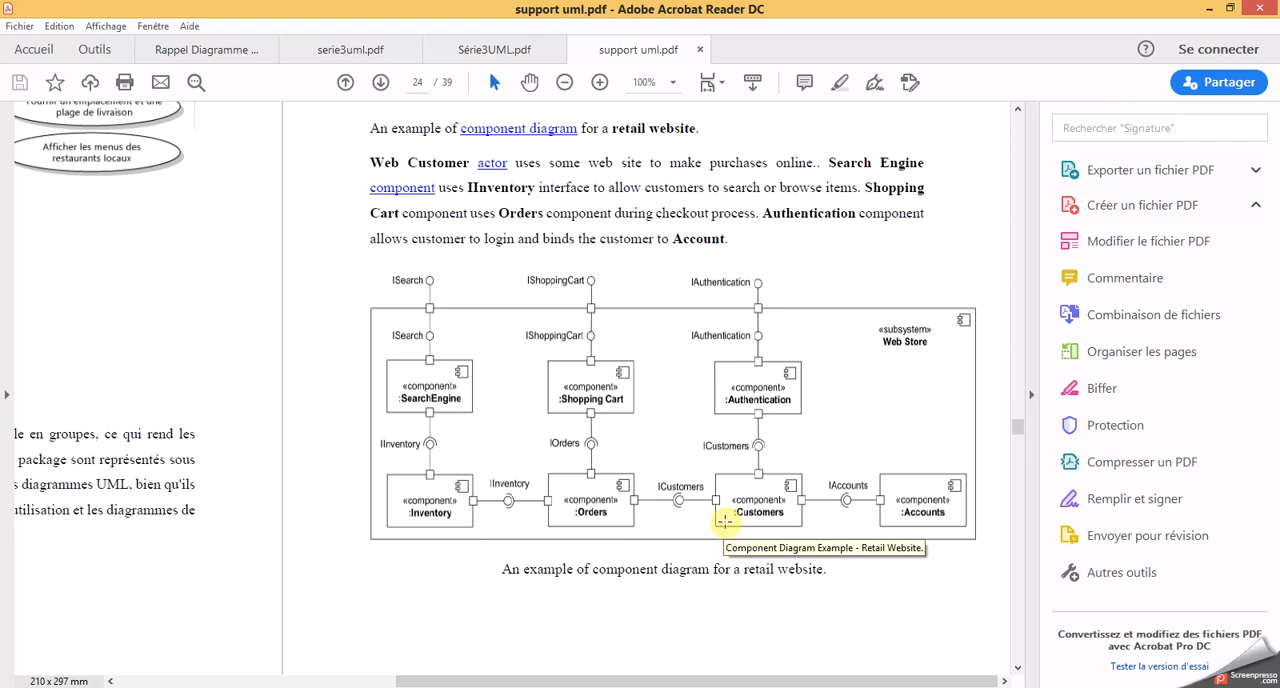 support uml.pdf - Adobe Acrobat Reader DC
Fichier Edition Affichage Fenêtre Aide
Accueil Outils Rappel Diagramme ... serie3uml.pdf Série3UML.pdf support uml.pdf × Se connecter
24 / 39 100% Partager
Fournir un emplacement et une
plage de livraison
Afficher les menus des
restaurants locaux
le en groupes, ce qui rend les
package sont représentés sous
s diagrammes UML, bien qu'ils
utilisation et les diagrammes de
An example of component diagram for a retail website.
Web Customer actor uses some web site to make purchases online.. Search Engine
component uses IInventory interface to allow customers to search or browse items. Shopping
Cart component uses Orders component during checkout process. Authentication component
allows customer to login and binds the customer to Account.
ISearch IShoppingCart IAuthentication
«subsystem»
Web Store
ISearch IShoppingCart IAuthentication
«component» «component» «component»
:SearchEngine :Shopping Cart :Authentication
IInventory IOrders ICustomers
IInventory ICustomers IAccounts
«component» «component» «component» «component»
:Inventory :Orders :Customers :Accounts
Component Diagram Example - Retail Website.
An example of component diagram for a retail website.
Rechercher "Signature"
Exporter un fichier PDF
Créer un fichier PDF
Modifier le fichier PDF
Commentaire
Combinaison de fichiers
Organiser les pages
Biffer
Protection
Compresser un PDF
Remplir et signer
Envoyer pour révision
Autres outils
Convertissez et modifiez des fichiers PDF
avec Acrobat Pro DC
Tester la version d'essai
210 x 297 mm
Screenpresso
.com